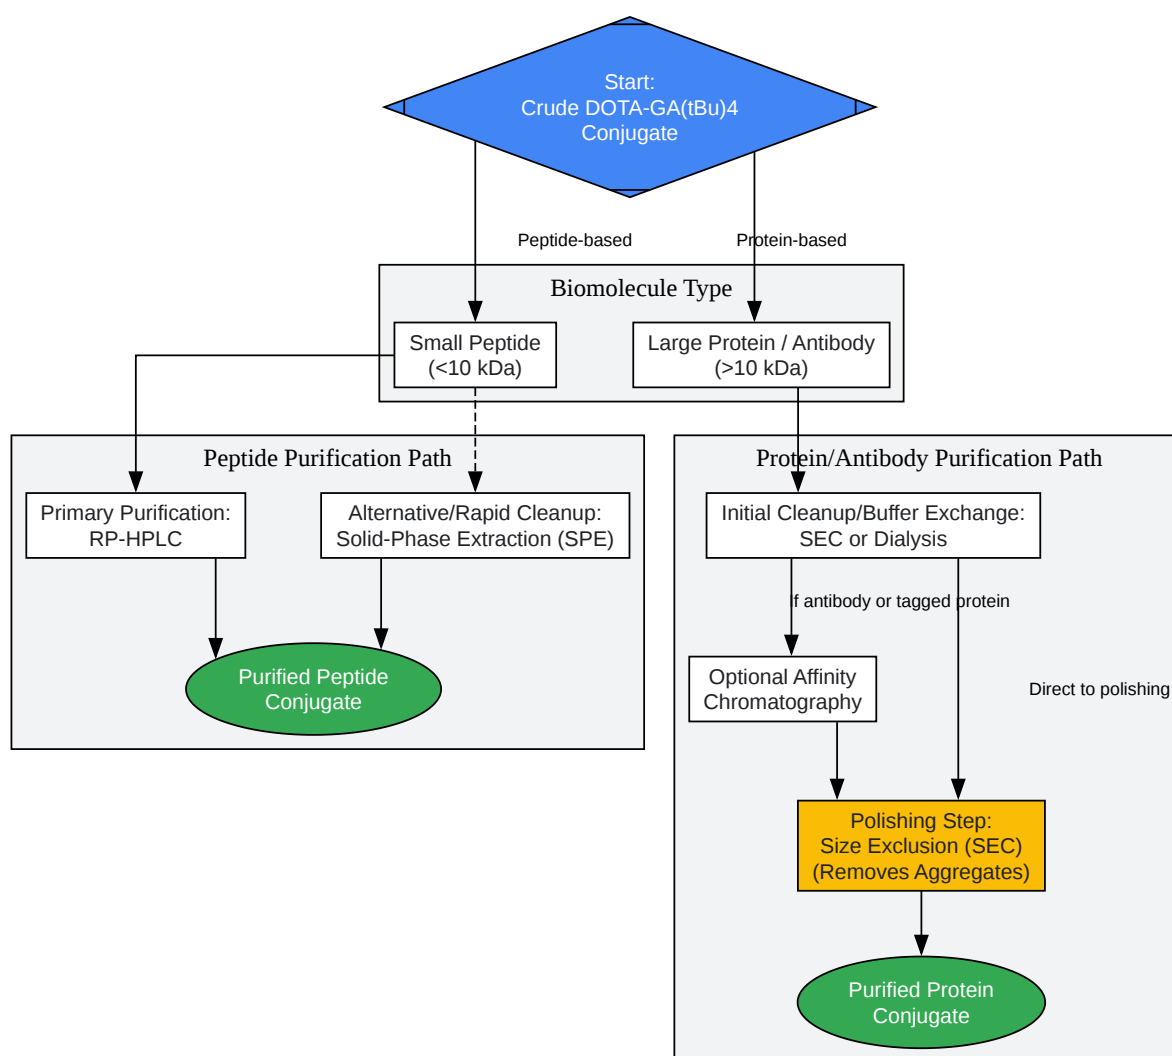 Start:
Crude DOTA-GA(tBu)4
Conjugate
Peptide-based
Protein-based
Biomolecule Type
Small Peptide
(<10 kDa)
Large Protein / Antibody
(>10 kDa)
Peptide Purification Path
Primary Purification:
RP-HPLC
Alternative/Rapid Cleanup:
Solid-Phase Extraction (SPE)
Purified Peptide
Conjugate
Protein/Antibody Purification Path
Initial Cleanup/Buffer Exchange:
SEC or Dialysis
If antibody or tagged protein
Optional Affinity
Chromatography
Direct to polishing
Polishing Step:
Size Exclusion (SEC)
(Removes Aggregates)
Purified Protein
Conjugate